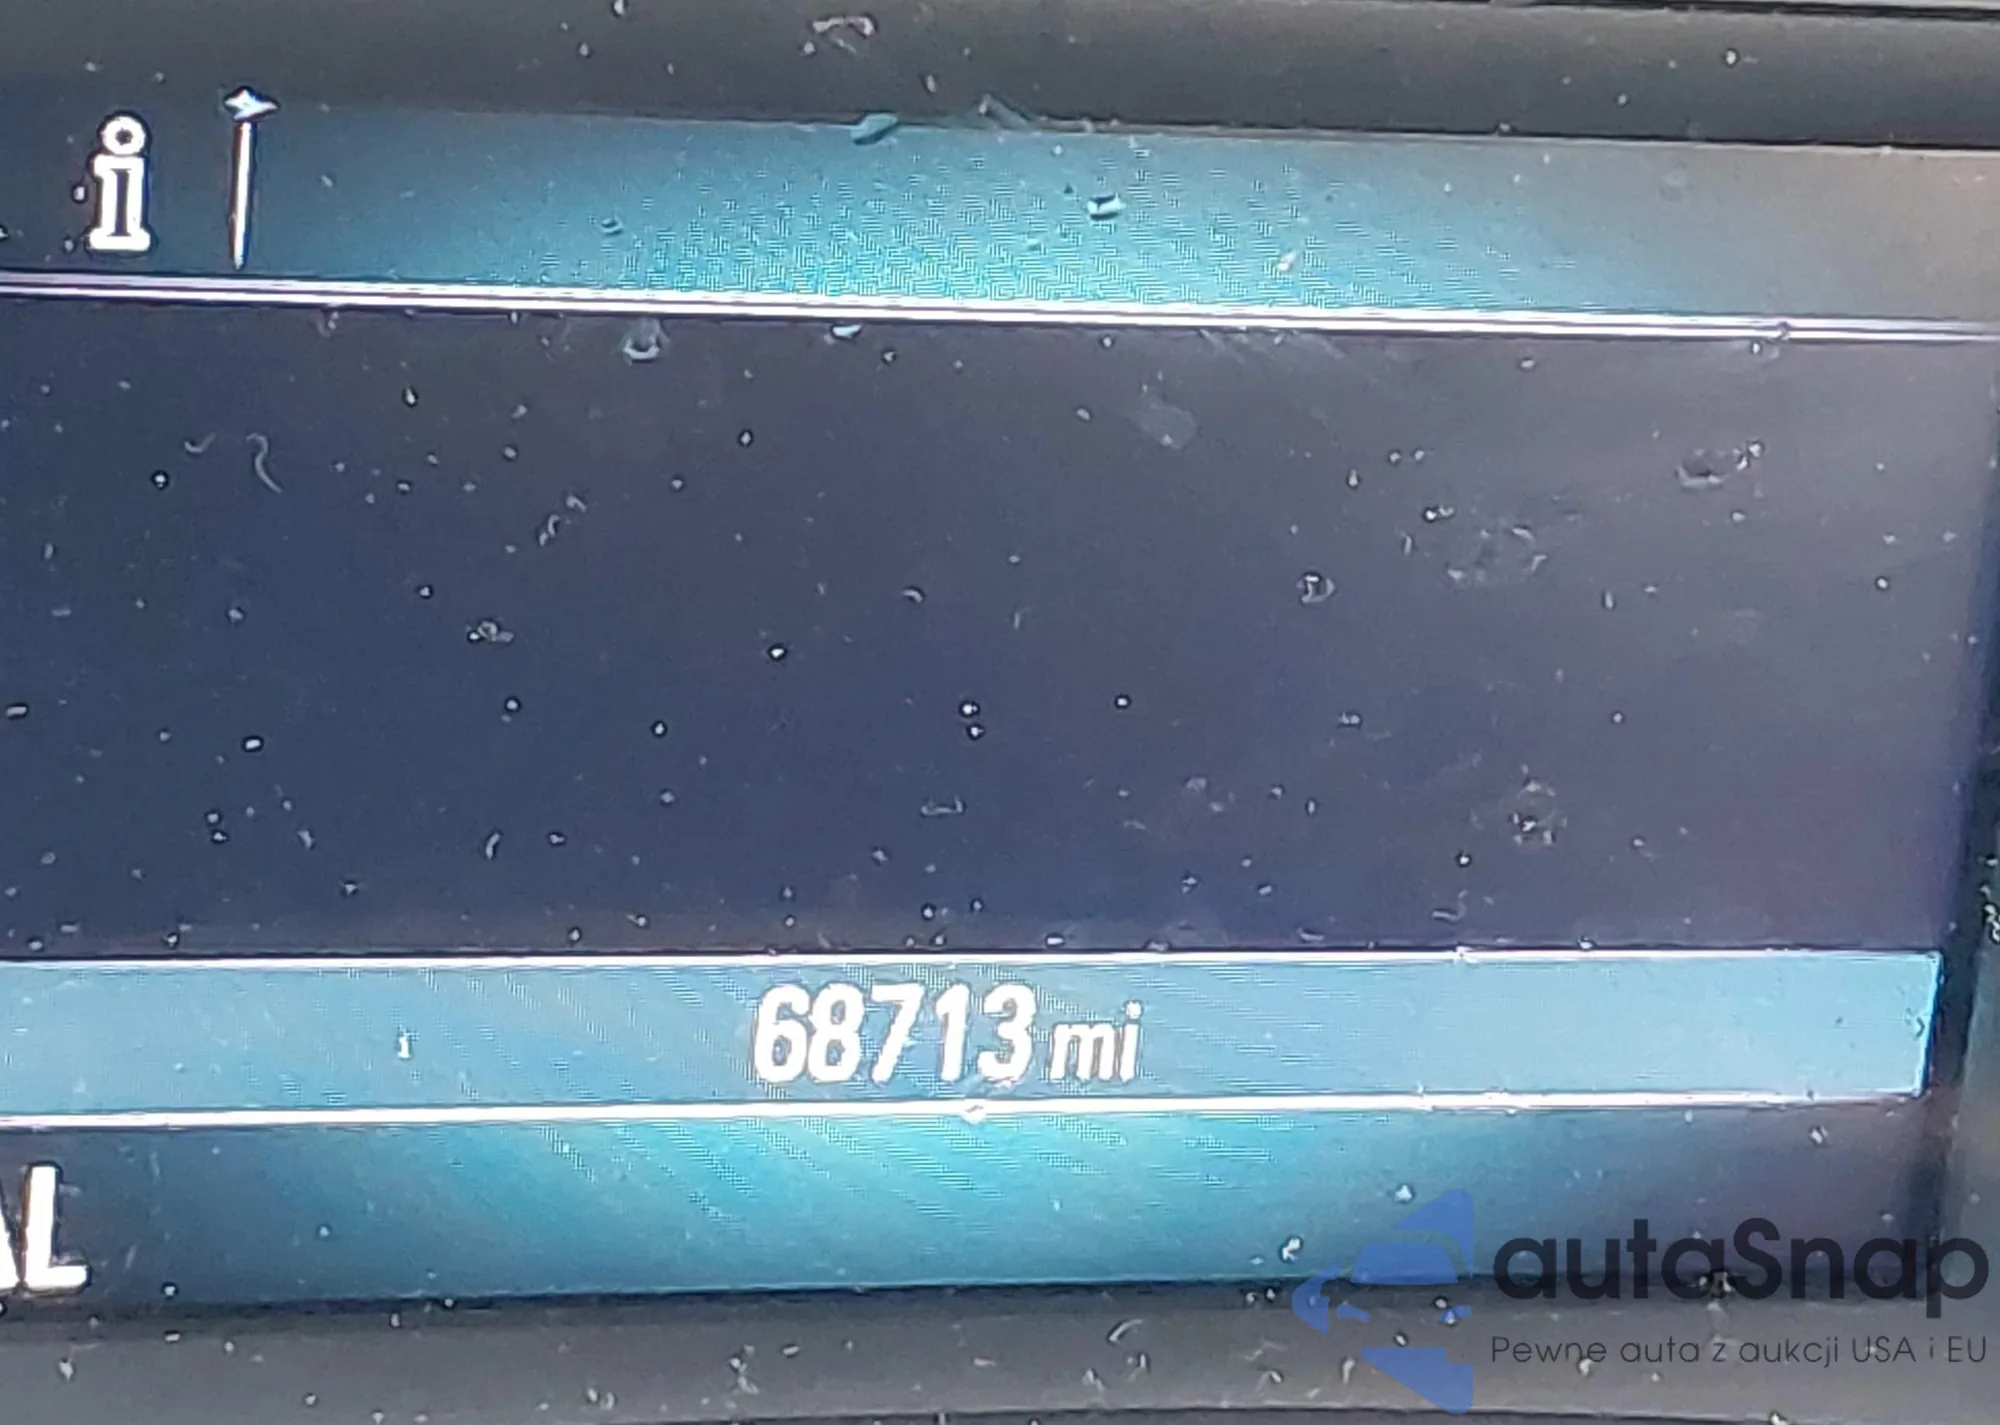 i
68713 mi
AL
autaSnap
Pewne auta z aukcji USA i EU